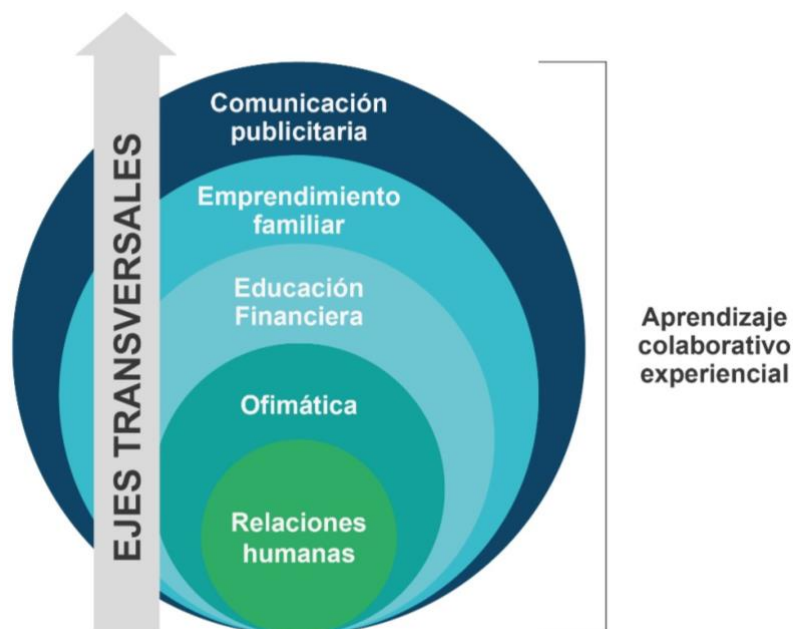 Comunicación
publicitaria
Emprendimiento
familiar
Educación
Financiera
Ofimática
Relaciones
humanas
EJES TRANSVERSALES
Aprendizaje
colaborativo
experiencial